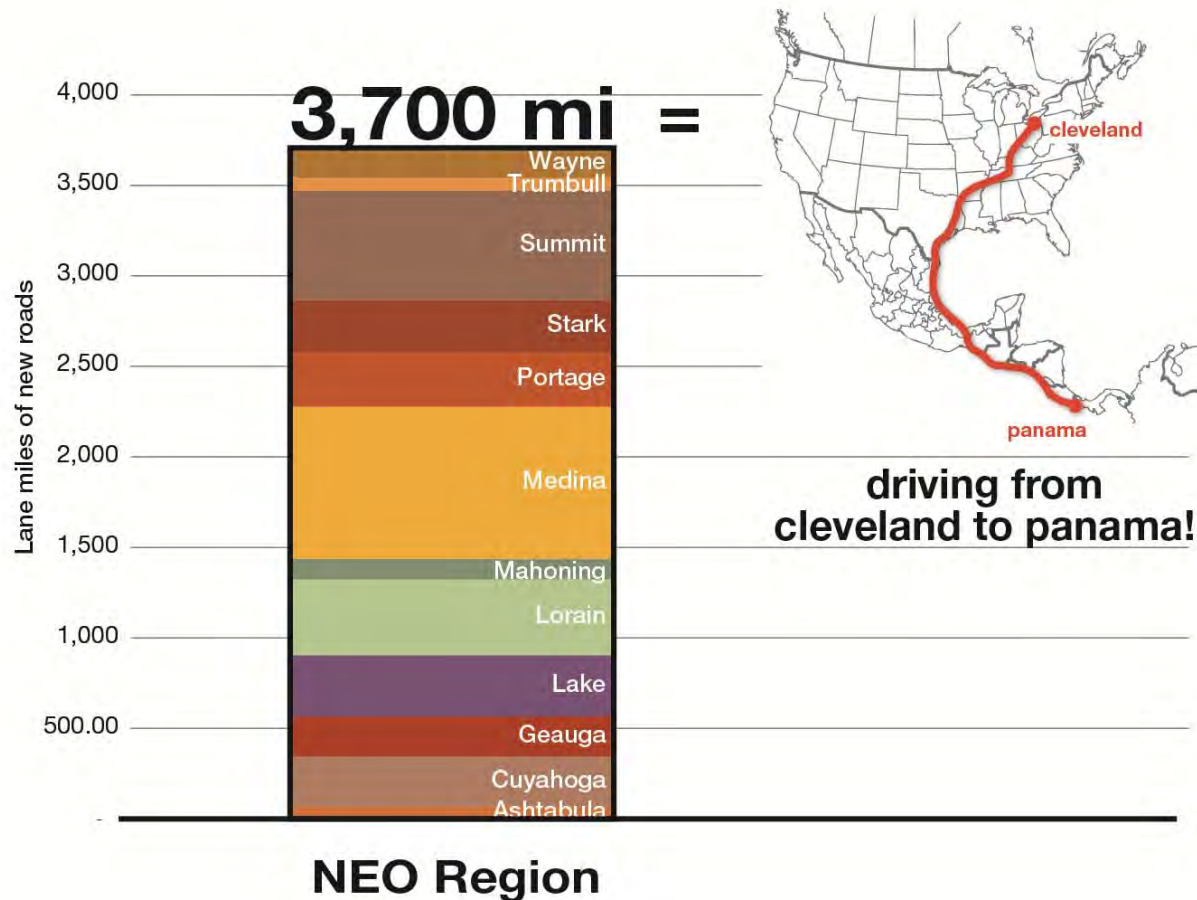 4,000
3,500
3,000
2,500
2,000
1,500
1,000
500.00
-
Lane miles of new roads
3,700 mi =
Wayne
Trumbull
Summit
Stark
Portage
Medina
Mahoning
Lorain
Lake
Geauga
Cuyahoga
Ashtabula
NEO Region
cleveland
panama
driving from
cleveland to panama!